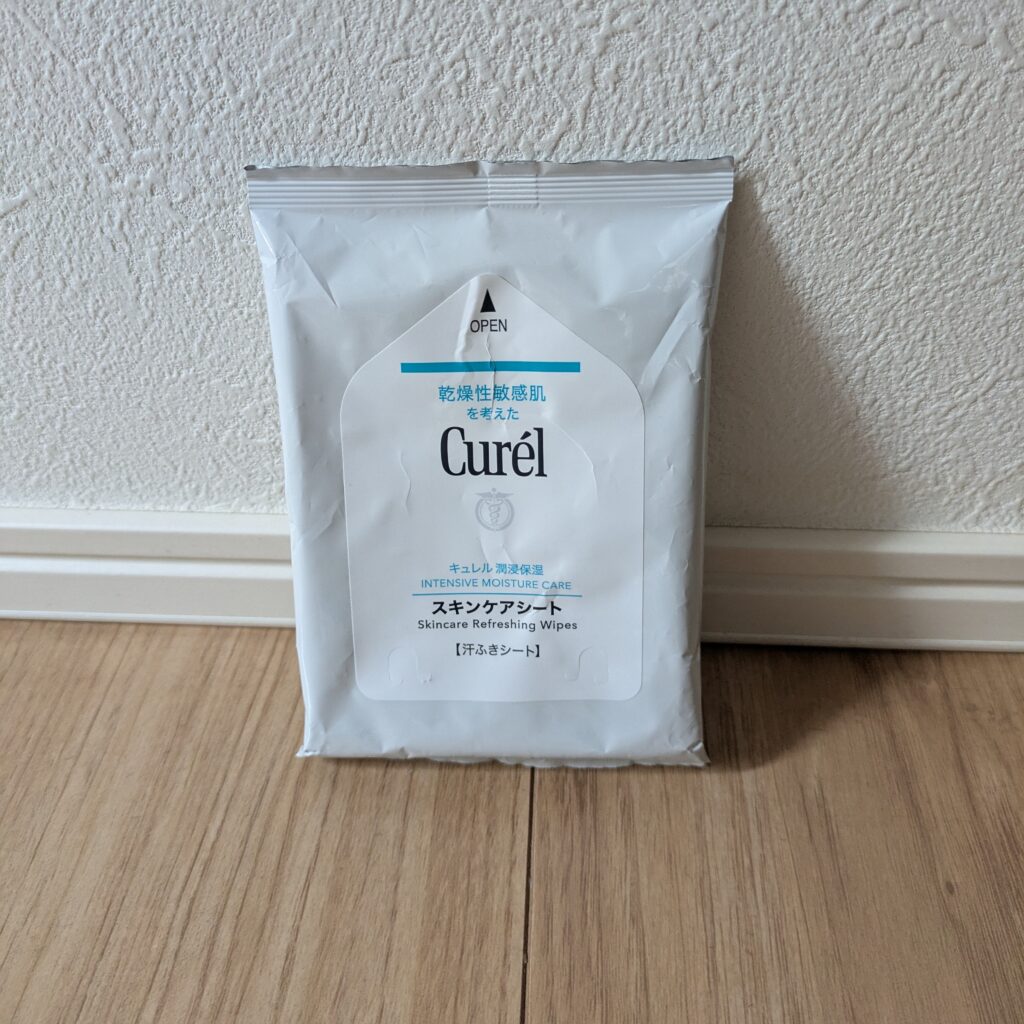 OPEN
乾燥性敏感肌
を考えた
Curél
キュレル 潤浸保湿
INTENSIVE MOISTURE CARE
スキンケアシート
Skincare Refreshing Wipes
【汗ふきシート】